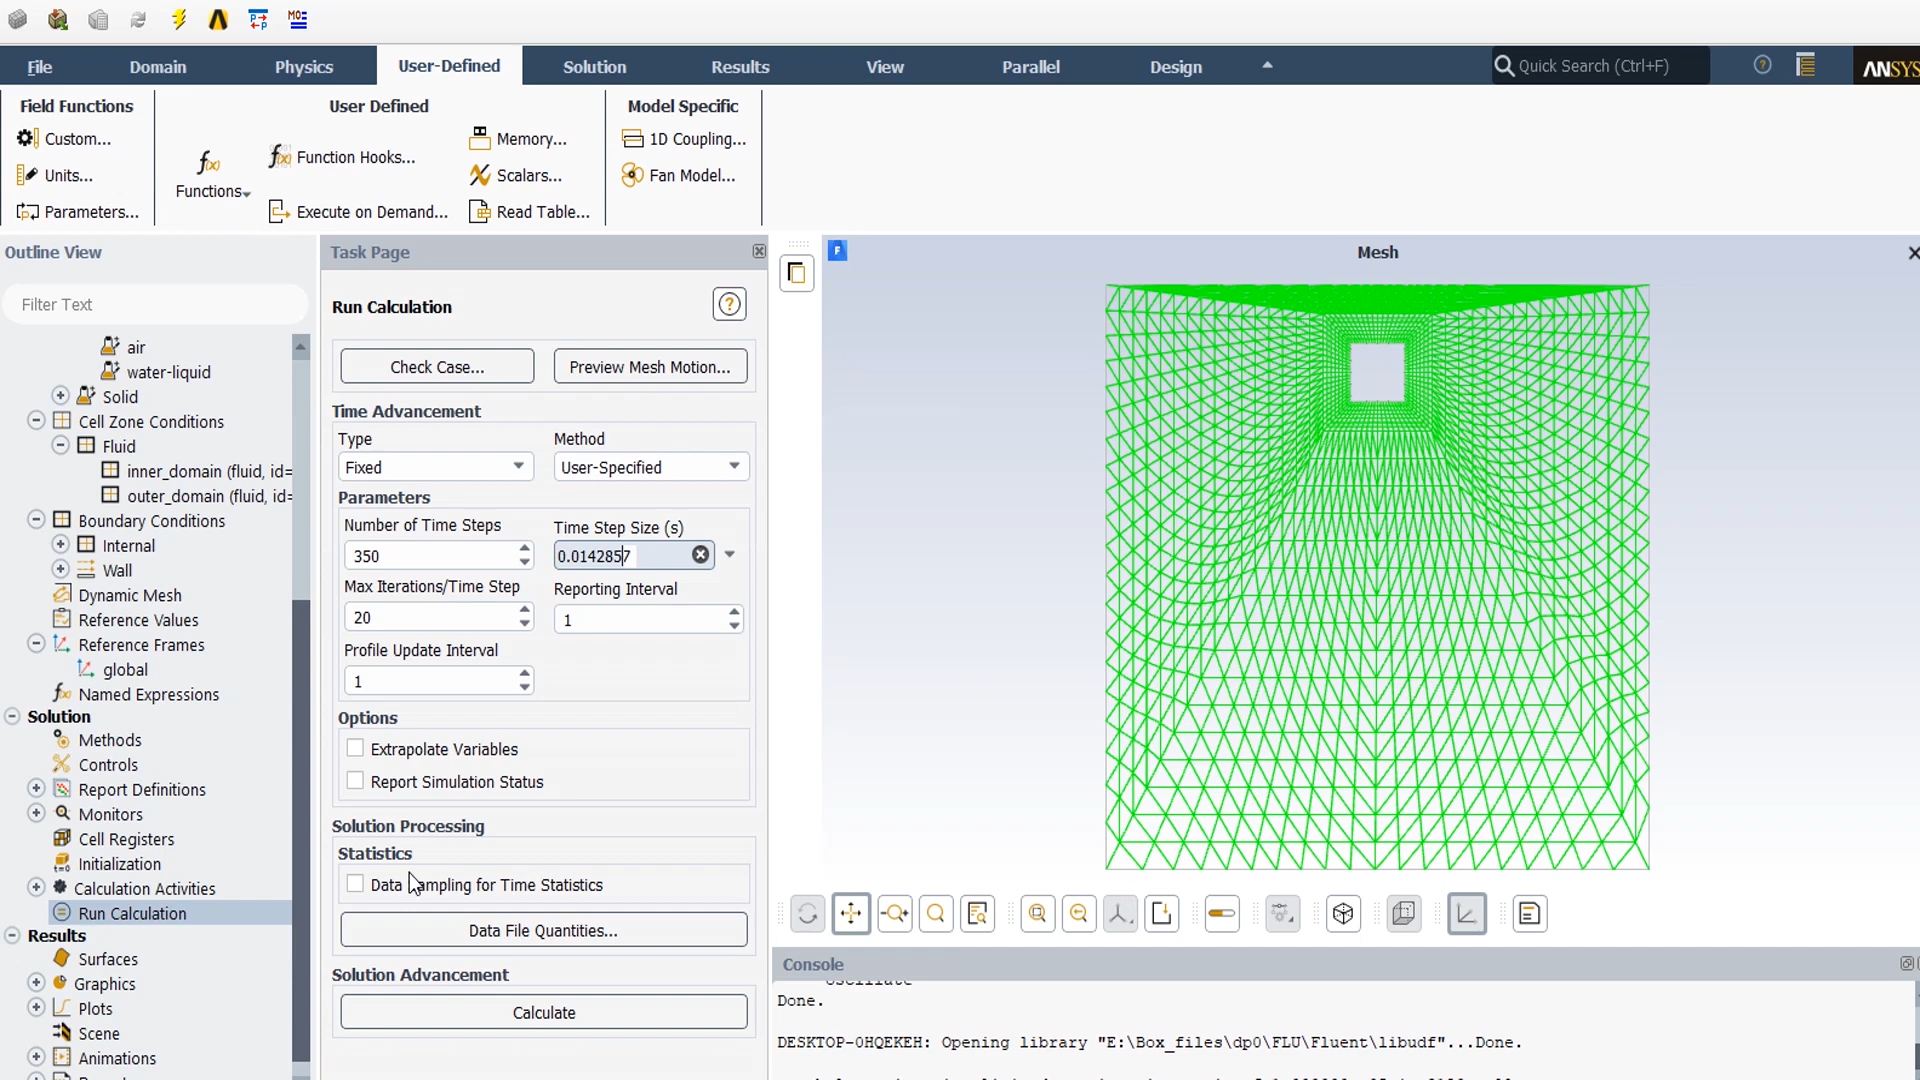 File
Domain
Physics
User-Defined
Solution
Results
View
Parallel
Design
Quick Search (Ctrl+F)
ANSYS
Field Functions
Custom...
Units...
Parameters...
User Defined
Functions
Function Hooks...
Execute on Demand...
Memory...
Scalars...
Read Table...
Model Specific
1D Coupling...
Fan Model...
Outline View
Filter Text
air
water-liquid
Solid
Cell Zone Conditions
Fluid
inner_domain (fluid, id=
outer_domain (fluid, id=
Boundary Conditions
Internal
Wall
Dynamic Mesh
Reference Values
Reference Frames
global
Named Expressions
Solution
Methods
Controls
Report Definitions
Monitors
Cell Registers
Initialization
Calculation Activities
Run Calculation
Results
Surfaces
Graphics
Plots
Scene
Animations
Task Page
Run Calculation
Check Case...
Preview Mesh Motion...
Time Advancement
Type
Method
Fixed
User-Specified
Parameters
Number of Time Steps
Time Step Size (s)
350
0.0142857
Max Iterations/Time Step
Reporting Interval
20
1
Profile Update Interval
1
Options
Extrapolate Variables
Report Simulation Status
Solution Processing
Statistics
Data Sampling for Time Statistics
Data File Quantities...
Solution Advancement
Calculate
Mesh
Console
Done.
DESKTOP-0HQEKEH: Opening library "E:\Box_files\dp0\FLU\Fluent\libudf"...Done.